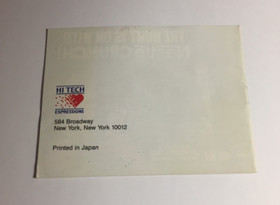 HI TECH
EXPRESSIONS
584 Broadway
New York, New York 10012
Printed in Japan